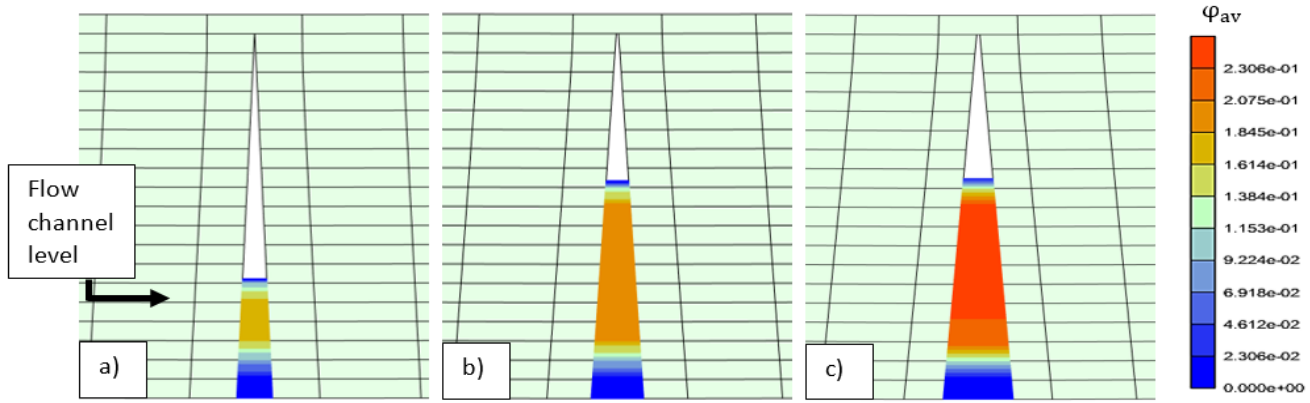 φav
2.306e-01
2.075e-01
1.845e-01
1.614e-01
1.384e-01
1.153e-01
9.224e-02
6.918e-02
4.612e-02
2.306e-02
0.000e+00
Flow
channel
level
a)
b)
c)